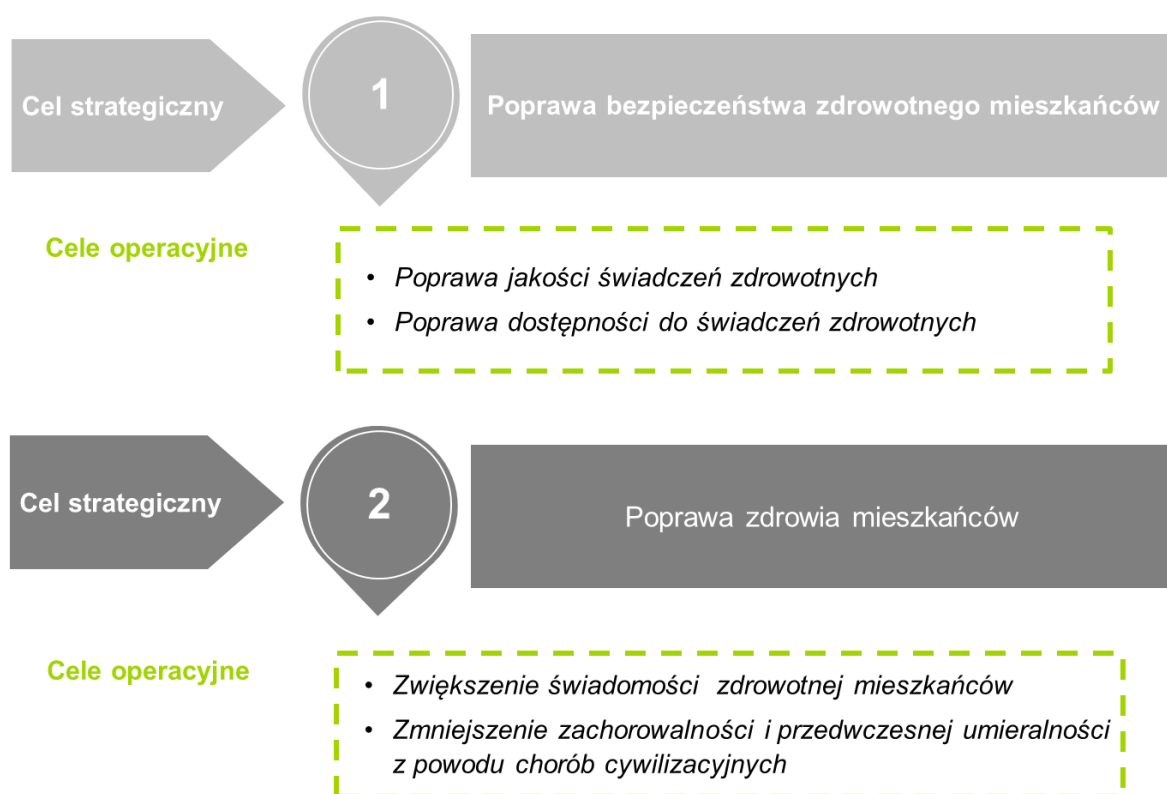 Cel strategiczny
1
Poprawa bezpieczeństwa zdrowotnego mieszkańców
Cele operacyjne
• Poprawa jakości świadczeń zdrowotnych
• Poprawa dostępności do świadczeń zdrowotnych
Cel strategiczny
2
Poprawa zdrowia mieszkańców
Cele operacyjne
• Zwiększenie świadomości zdrowotnej mieszkańców
• Zmniejszenie zachorowalności i przedwczesnej umieralności
z powodu chorób cywilizacyjnych